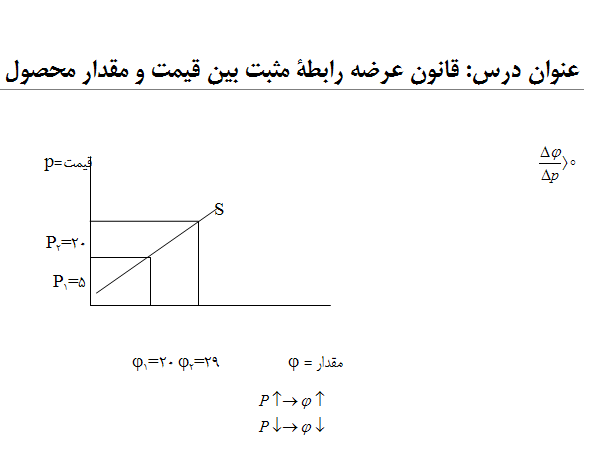 عنوان درس: قانون عرضه رابطهٔ مثبت بین قیمت و مقدار محصول
Δφ/Δp⟩०
قیمت=p
S
P۲=۲۰
P۱=۵
φ۱=۲۰ φ۲=۲۹
مقدار = φ
P↑→φ↑
P↓→φ↓